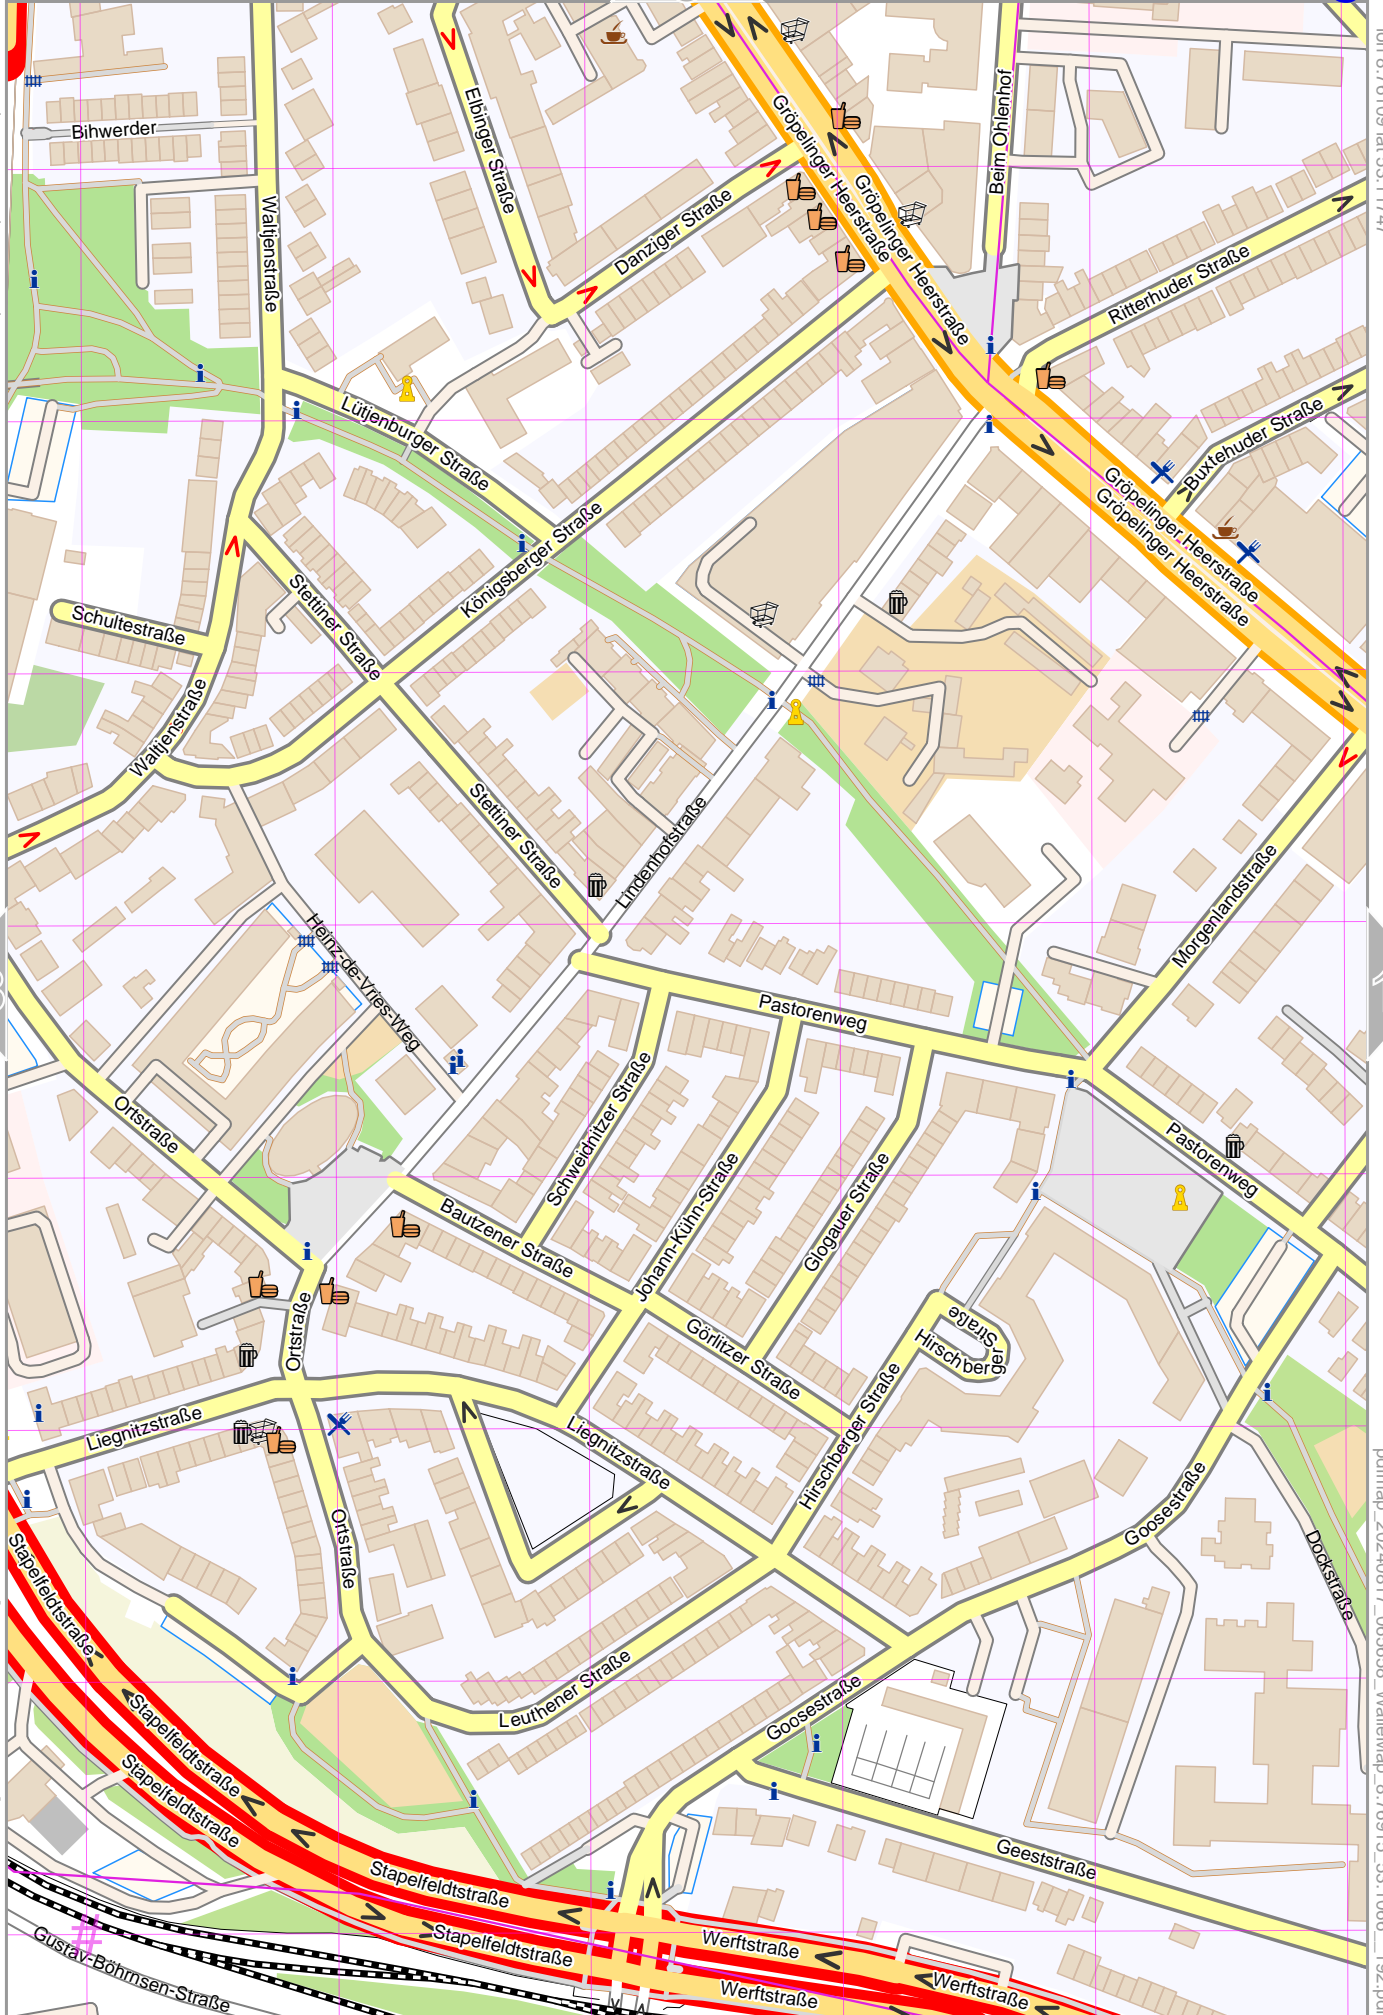 Bihwerder
Elbinger Straße
Gröpelinger Heerstraße
Gröpelinger Heerstraße
Beim Ohlenhof
Waltjenstraße
Danziger Straße
Ritterhuder Straße
Lütjenburger Straße
Buxtehuder Straße
Königsberger Straße
Gröpelinger Heerstraße
Gröpelinger Heerstraße
Schultestraße
Stettiner Straße
Waltjenstraße
Stettiner Straße
Lindenhofstraße
Morgenlandstraße
Heinz-de-Vries-Weg
Pastorenweg
Ortstraße
Schweidnitzer Straße
Johann-Kühn-Straße
Glogauer Straße
Pastorenweg
Bautzener Straße
Ortstraße
Görlitzer Straße
Hirschberger
Straße
Hirschberger Straße
Liegnitzstraße
Liegnitzstraße
Ortstraße
Goosestraße
Dockstraße
Stapelfeldtstraße
Leuthener Straße
Goosestraße
Stapelfeldtstraße
Stapelfeldtstraße
Geeststraße
Stapelfeldtstraße
Stapelfeldtstraße
Werftstraße
Werftstraße
Werftstraße
Gustav-Böhrnsen-Straße